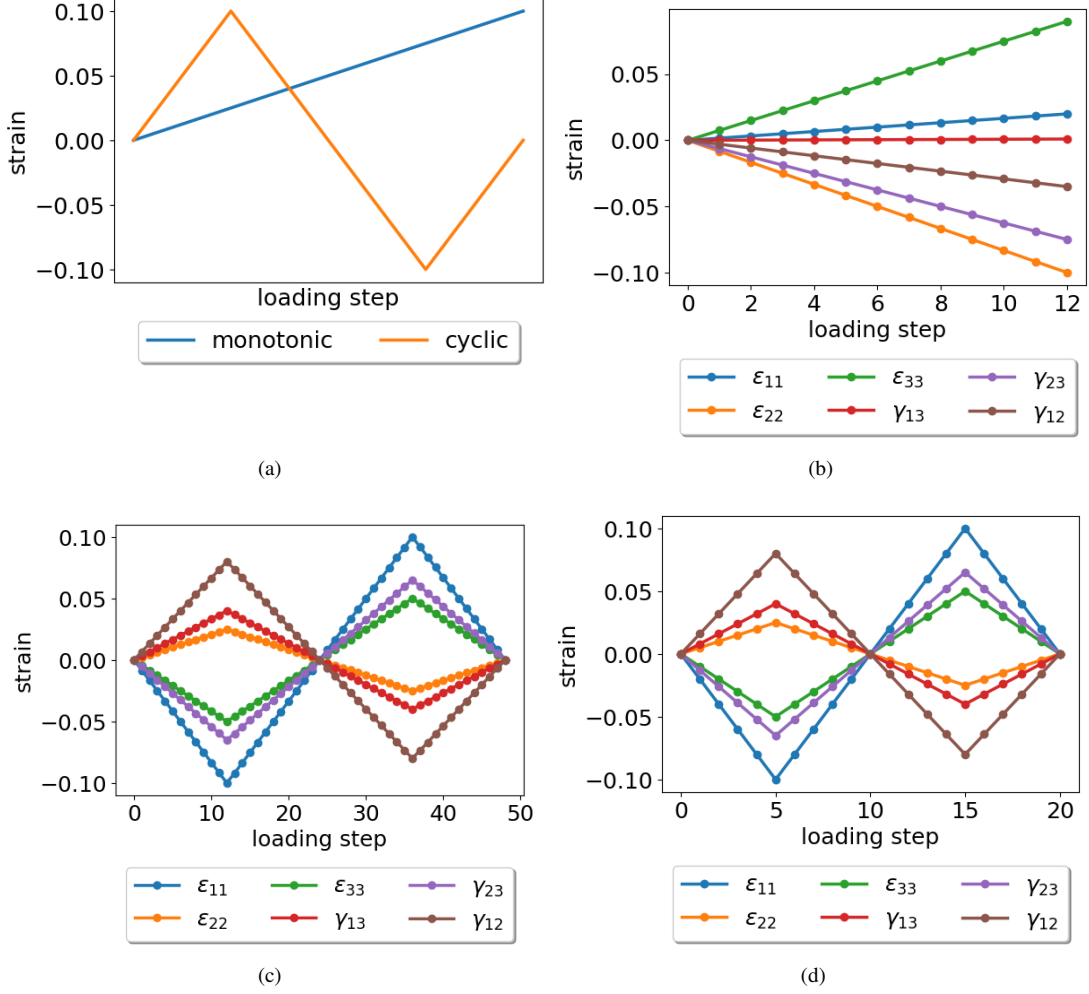 0.10
0.05
0.00
−0.05
−0.10
strain
loading step
monotonic cyclic
(a)
0.05
0.00
−0.05
−0.10
strain
0 2 4 6 8 10 12
loading step
ε11 ε33 γ23
ε22 γ13 γ12
(b)
0.10
0.05
0.00
−0.05
−0.10
strain
0 10 20 30 40 50
loading step
ε11 ε33 γ23
ε22 γ13 γ12
(c)
0.10
0.05
0.00
−0.05
−0.10
strain
0 5 10 15 20
loading step
ε11 ε33 γ23
ε22 γ13 γ12
(d)